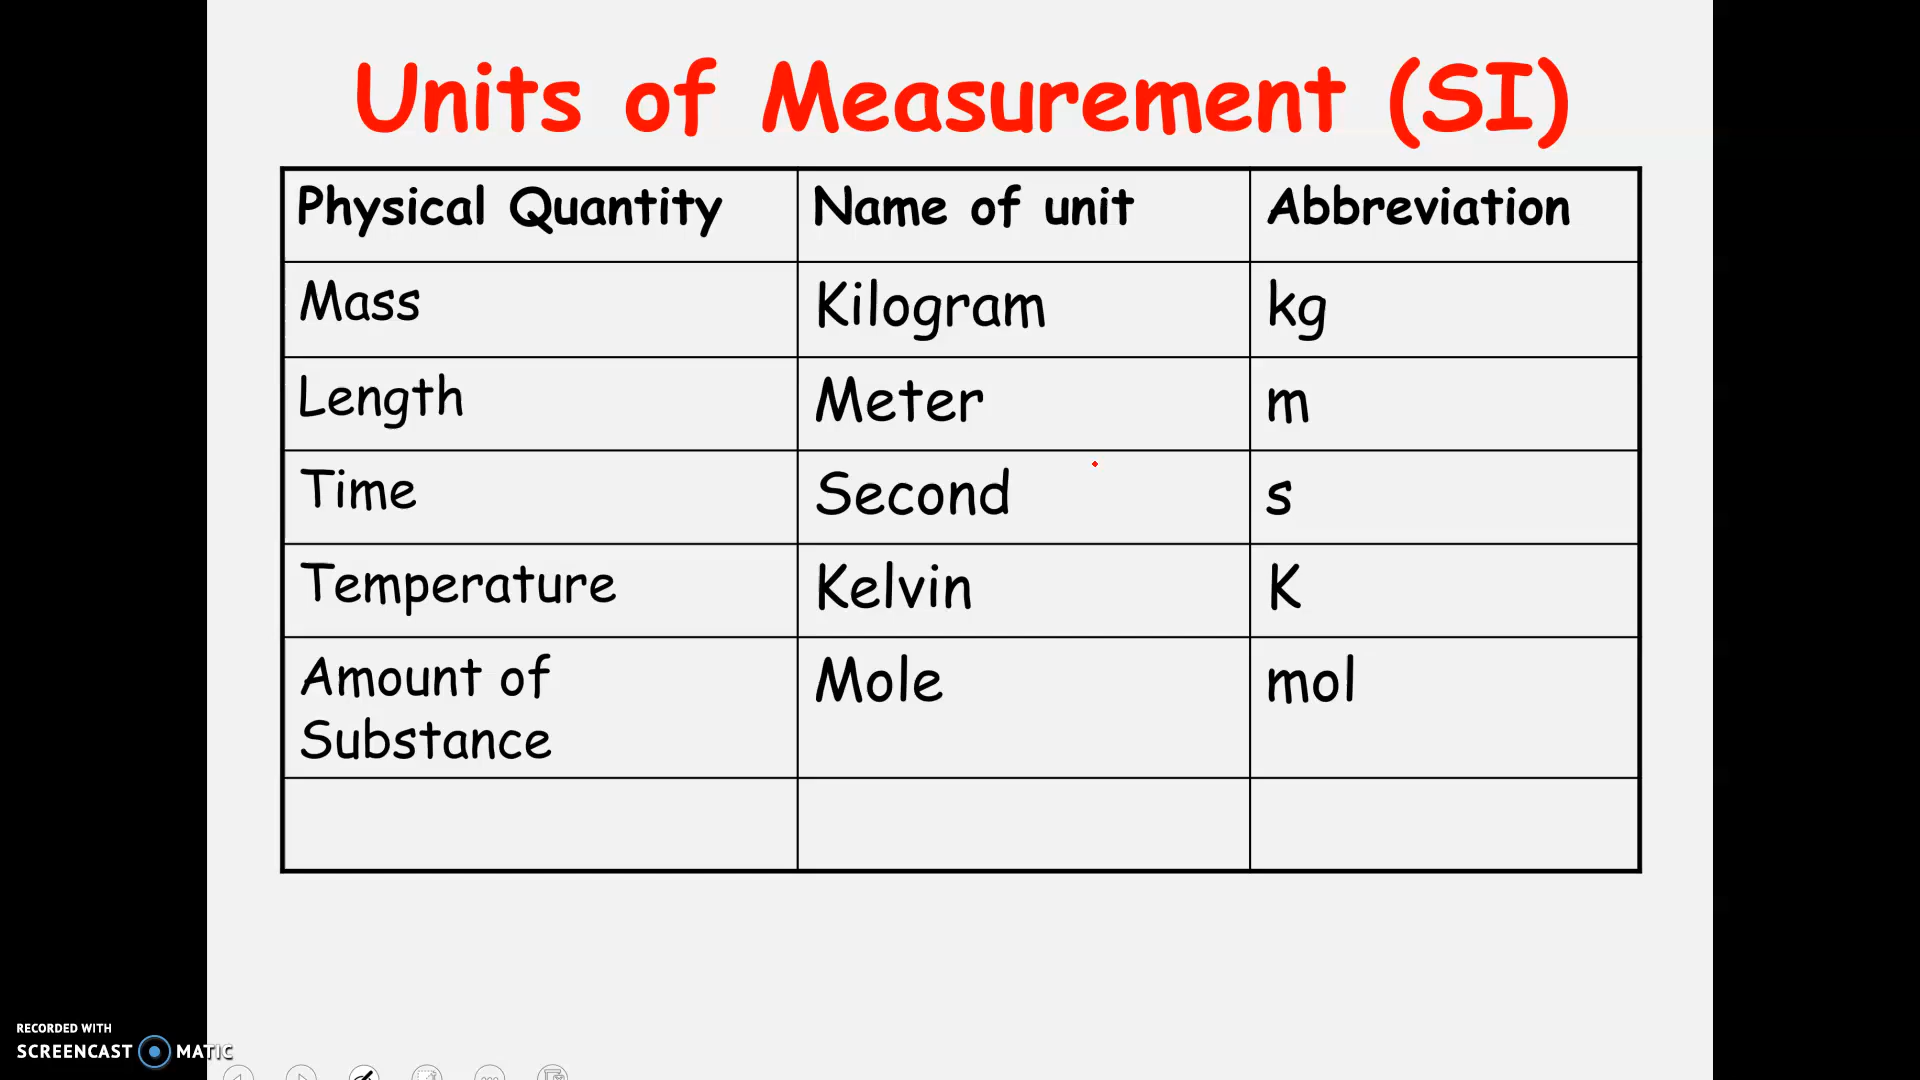 Units of Measurement (SI)
Physical Quantity Name of unit Abbreviation
Mass Kilogram kg
Length Meter m
Time Second s
Temperature Kelvin K
Amount of Mole mol
Substance
RECORDED WITH
SCREENCAST MATIC